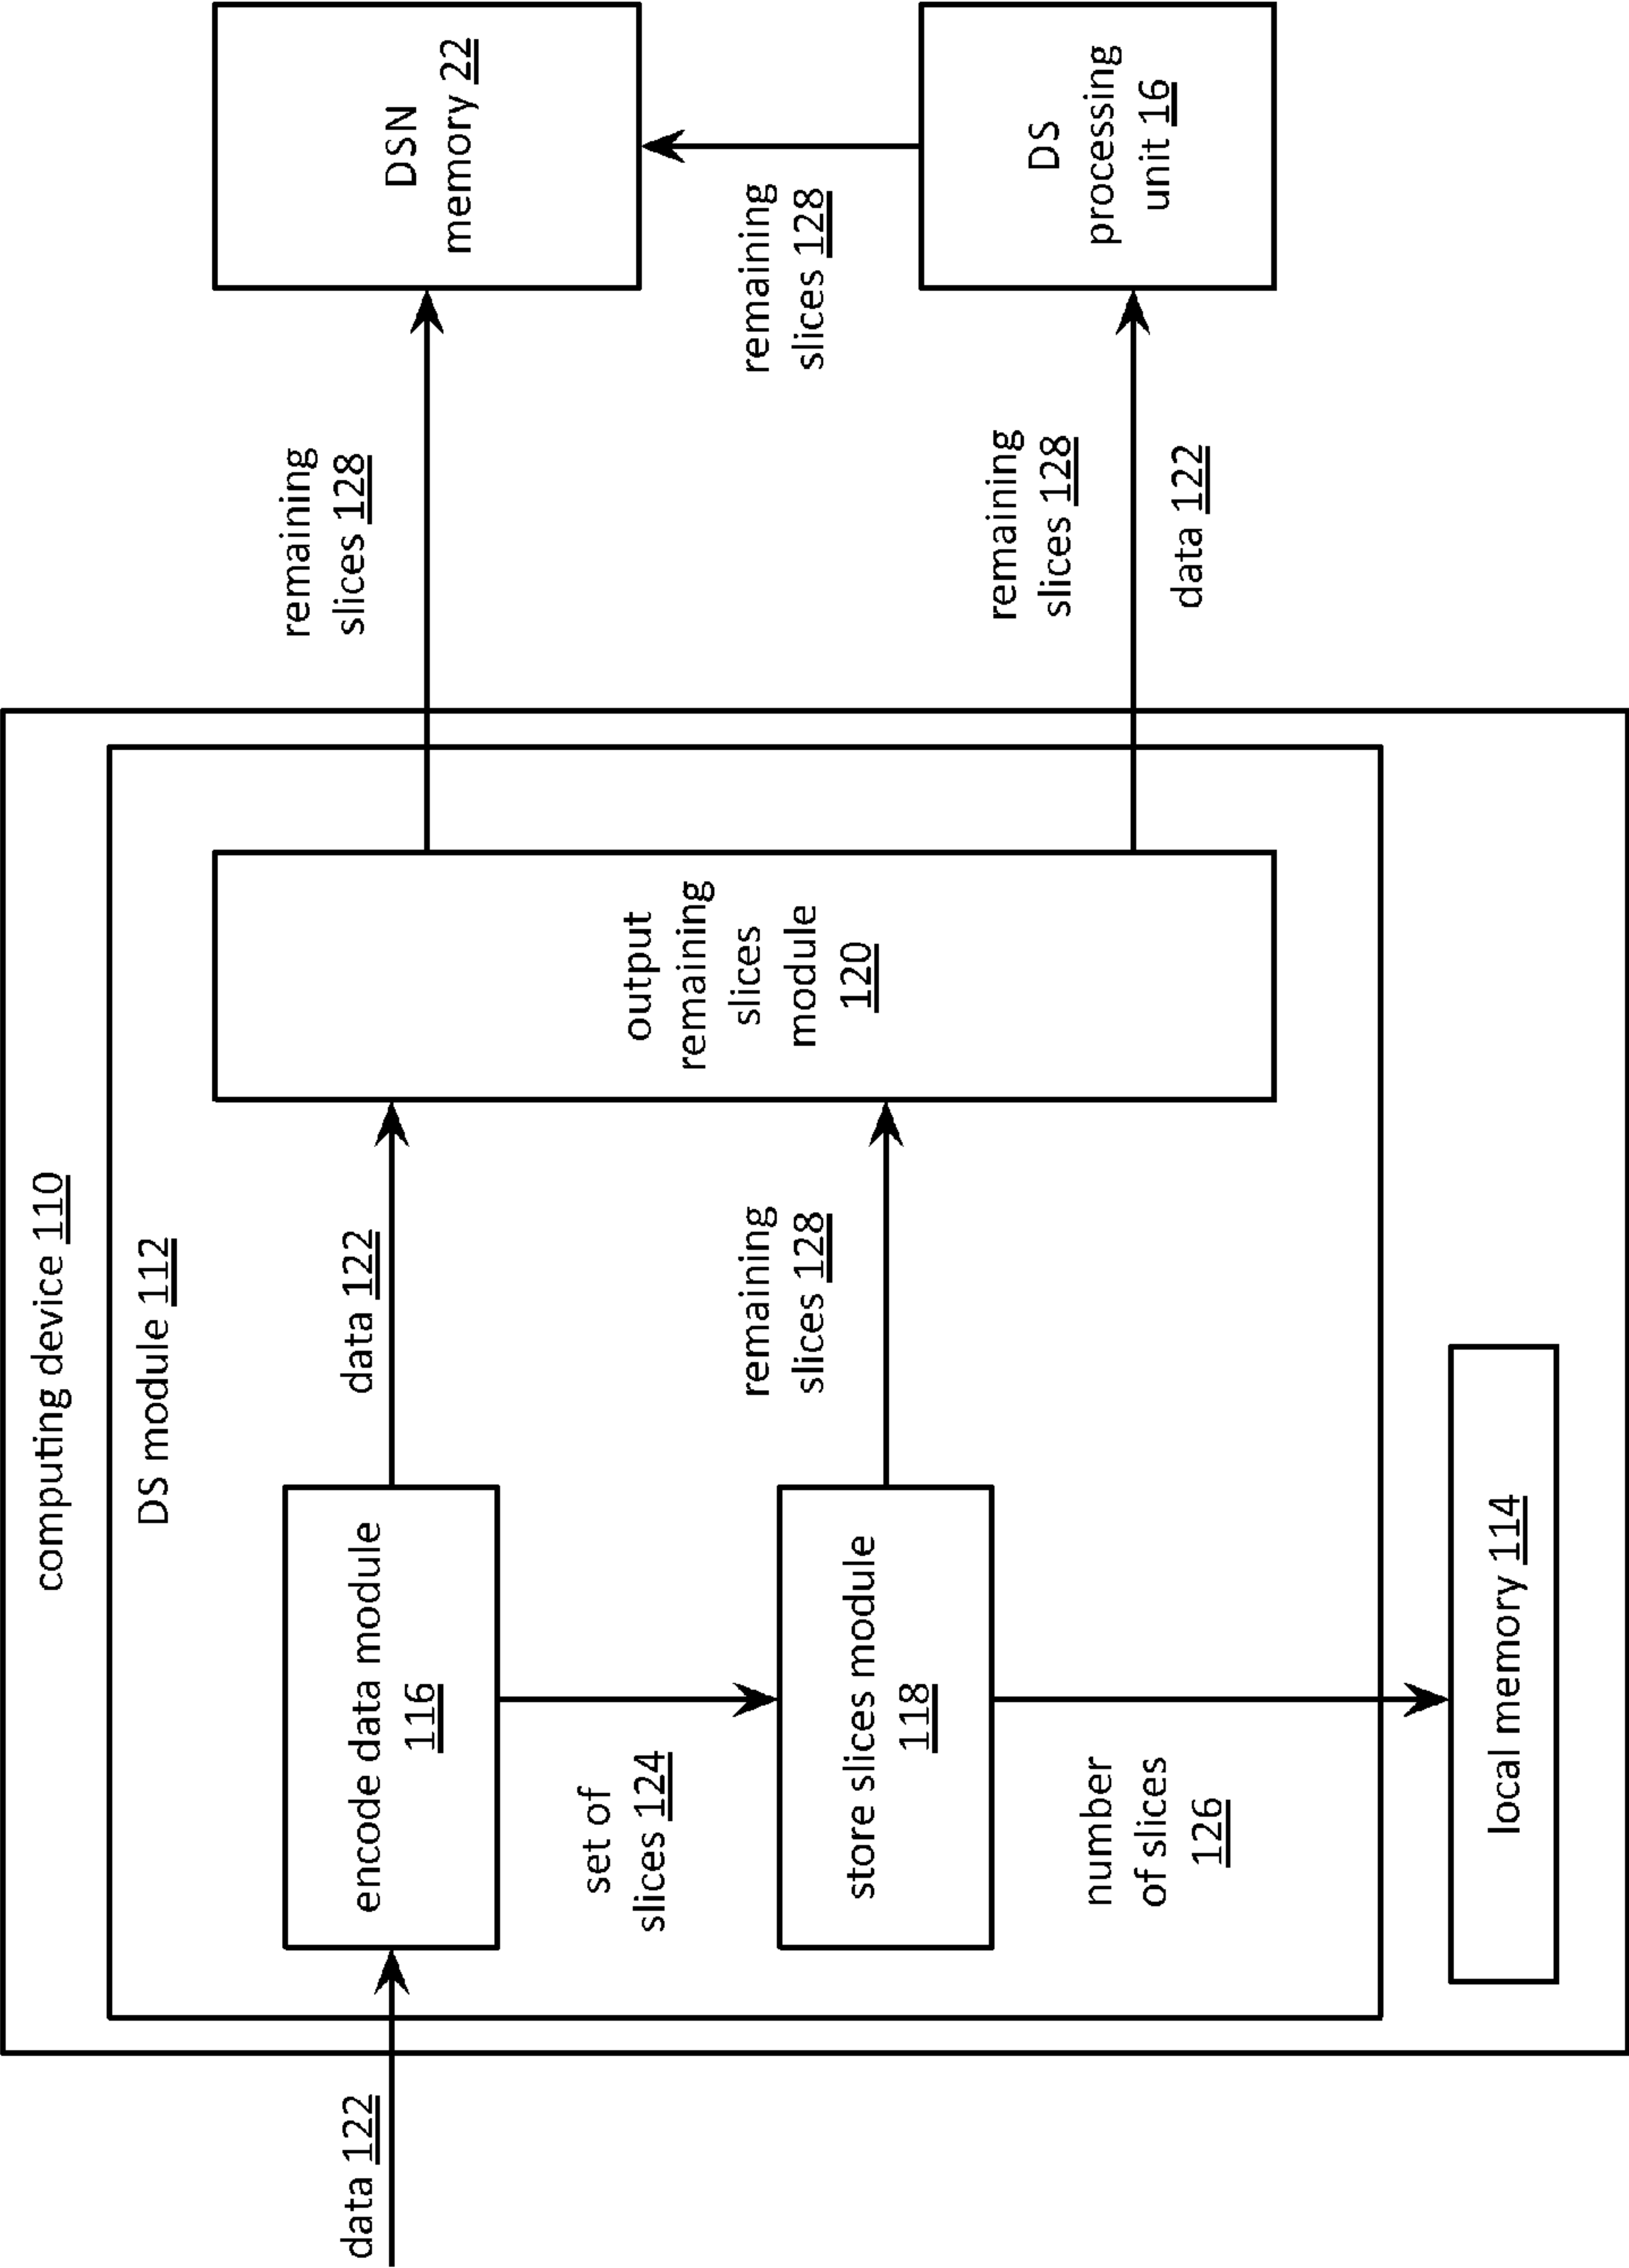 computing device 110
DS module 112
data 122
encode data module
116
data 122
set of
slices 124
store slices module
118
remaining
slices 128
number
of slices
126
local memory 114
output
remaining
slices
module
120
remaining
slices 128
DSN
memory 22
remaining
slices 128
remaining
slices 128
data 122
DS
processing
unit 16